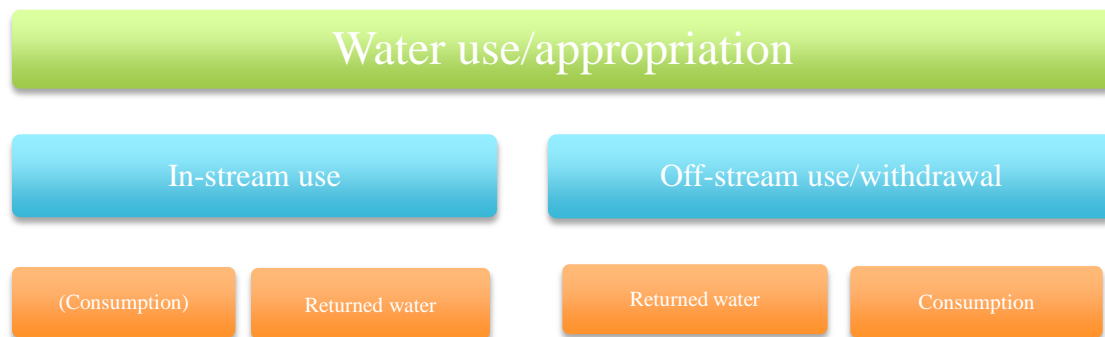 Water use/appropriation
In-stream use
Off-stream use/withdrawal
(Consumption)
Returned water
Returned water
Consumption